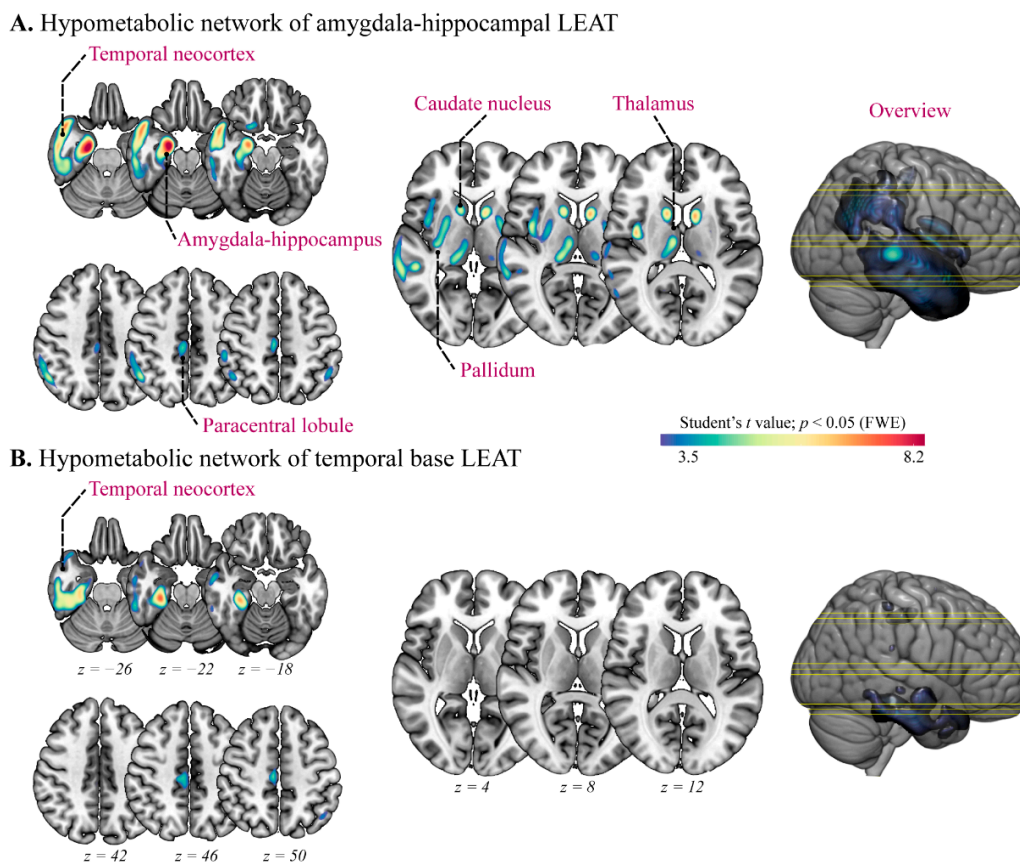 A. Hypometabolic network of amygdala-hippocampal LEAT
Temporal neocortex
Amygdala-hippocampus
Paracentral lobule
Caudate nucleus
Thalamus
Pallidum
Overview
Student's t value; p < 0.05 (FWE)
3.5 8.2
B. Hypometabolic network of temporal base LEAT
Temporal neocortex
z = −26 z = −22 z = −18
z = 42 z = 46 z = 50
z = 4 z = 8 z = 12